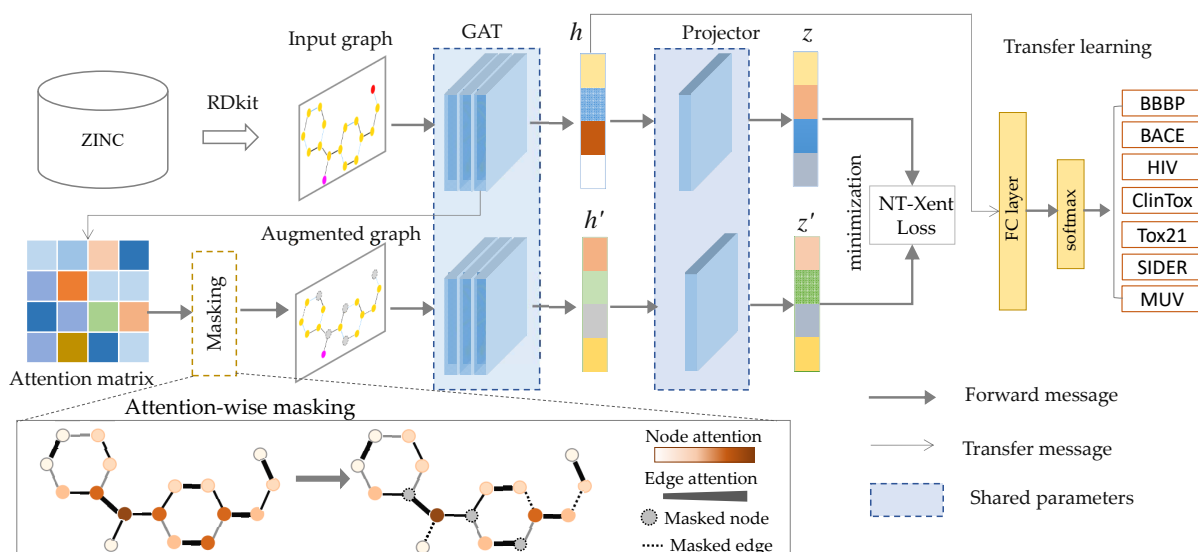 Input graph
GAT
h
Projector
z
Transfer learning
ZINC
RDkit
BBBP
BACE
HIV
ClinTox
Tox21
SIDER
MUV
FC layer
softmax
minimization
NT-Xent
Loss
Augmented graph
h'
z'
Masking
Attention matrix
Attention-wise masking
Node attention
Edge attention
Masked node
Masked edge
Forward message
Transfer message
Shared parameters